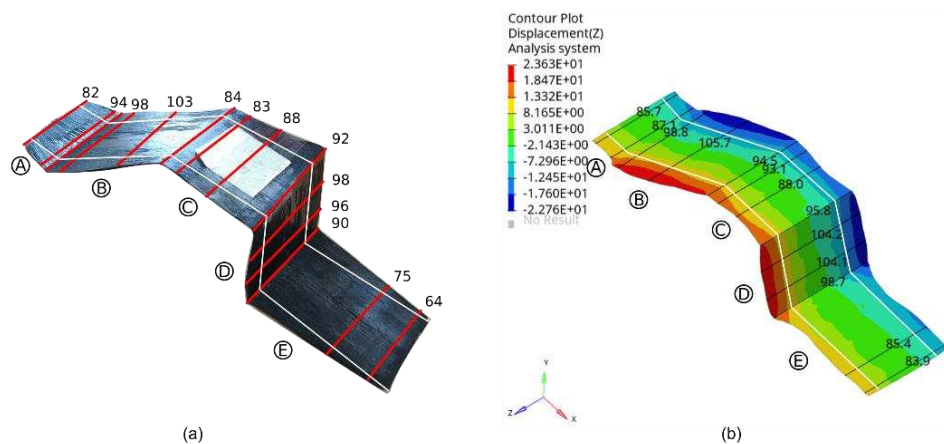 82
94
98
103
84
83
88
92
98
96
90
75
64
A
B
C
D
E
(a)
Contour Plot
Displacement(Z)
Analysis system
2.363E+01
1.847E+01
1.332E+01
8.165E+00
3.011E+00
-2.143E+00
-7.296E+00
-1.245E+01
-1.760E+01
-2.276E+01
No Result
85.7
87.1
98.8
105.7
94.5
93.1
88.0
95.8
104.2
104.1
98.7
85.4
83.9
A
B
C
D
E
Y
Z
X
(b)